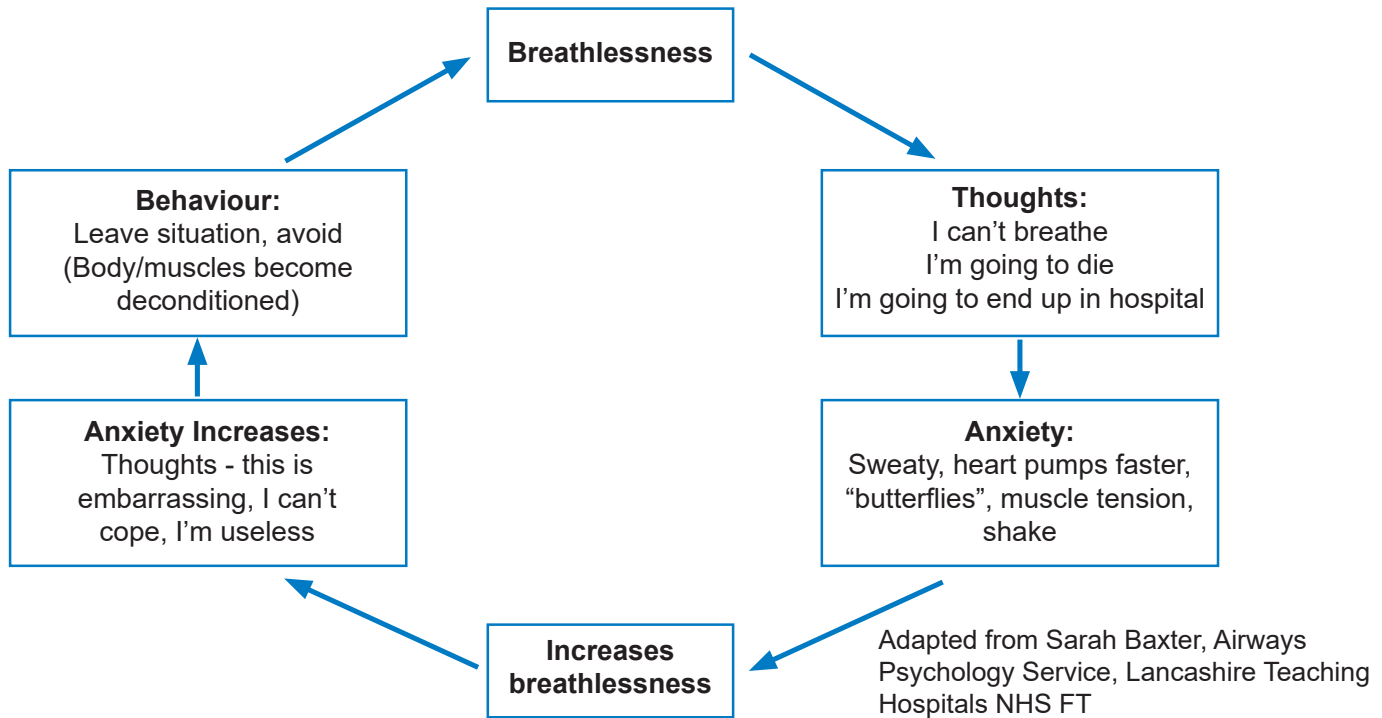 Breathlessness
Thoughts:
I can’t breathe
I’m going to die
I’m going to end up in hospital
Anxiety:
Sweaty, heart pumps faster,
“butterflies”, muscle tension,
shake
Increases
breathlessness
Anxiety Increases:
Thoughts - this is
embarrassing, I can’t
cope, I’m useless
Behaviour:
Leave situation, avoid
(Body/muscles become
deconditioned)
Adapted from Sarah Baxter, Airways
Psychology Service, Lancashire Teaching
Hospitals NHS FT